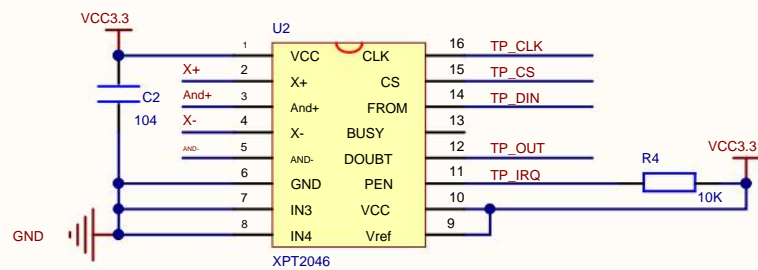 VCC3.3
U2
1 VCC CLK 16 TP_CLK
X+ 2 X+ CS 15 TP_CS
And+ 3 And+ FROM 14 TP_DIN
C2
104
X- 4 X- BUSY 13
AND- 5 AND- DOUBT 12 TP_OUT
R4
VCC3.3
6 GND PEN 11 TP_IRQ
10K
7 IN3 VCC 10
GND
8 IN4 Vref 9
XPT2046